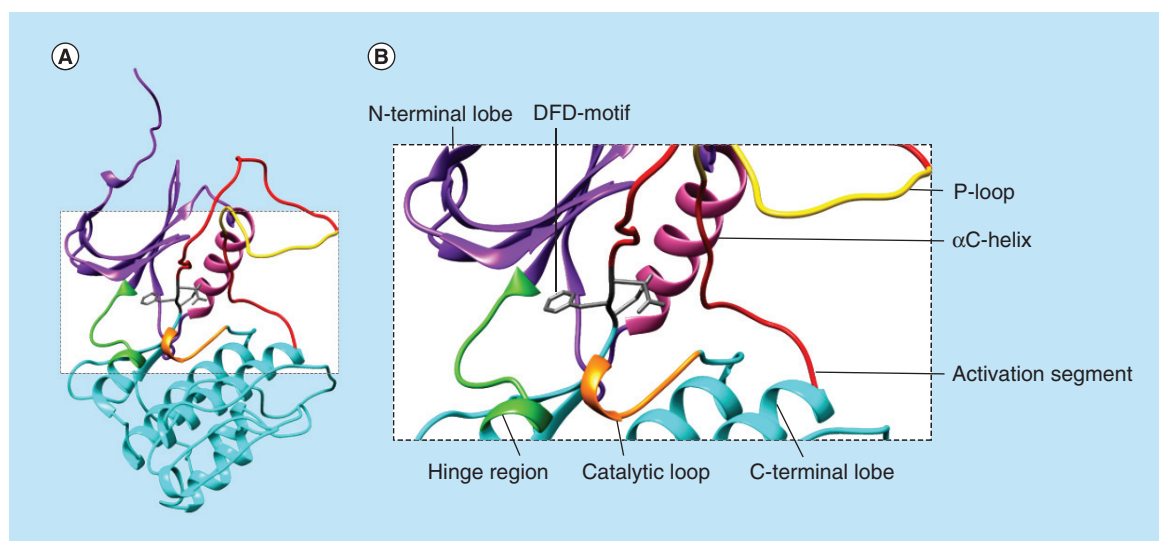 A
B
N-terminal lobe
DFD-motif
P-loop
αC-helix
Activation segment
Hinge region
Catalytic loop
C-terminal lobe